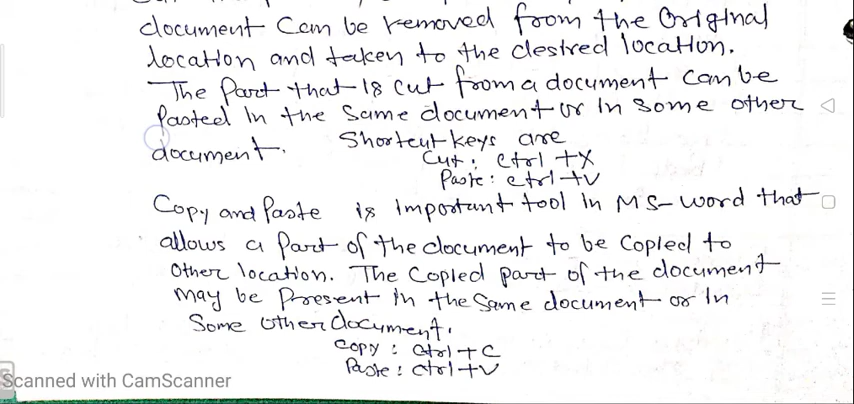 document can be removed from the original
location and taken to the desired location.
The Part that is cut from a document can be
Pasted in the same document or in some other
document. Shortcut keys are
Cut : Ctrl + X
Paste : ctrl + V
Copy and Paste is important tool in MS-word that
allows a Part of the document to be Copied to
other location. The Copied part of the document
may be Present in the same document or in
Some other document.
Copy : Ctrl + C
Paste : ctrl + V
Scanned with CamScanner